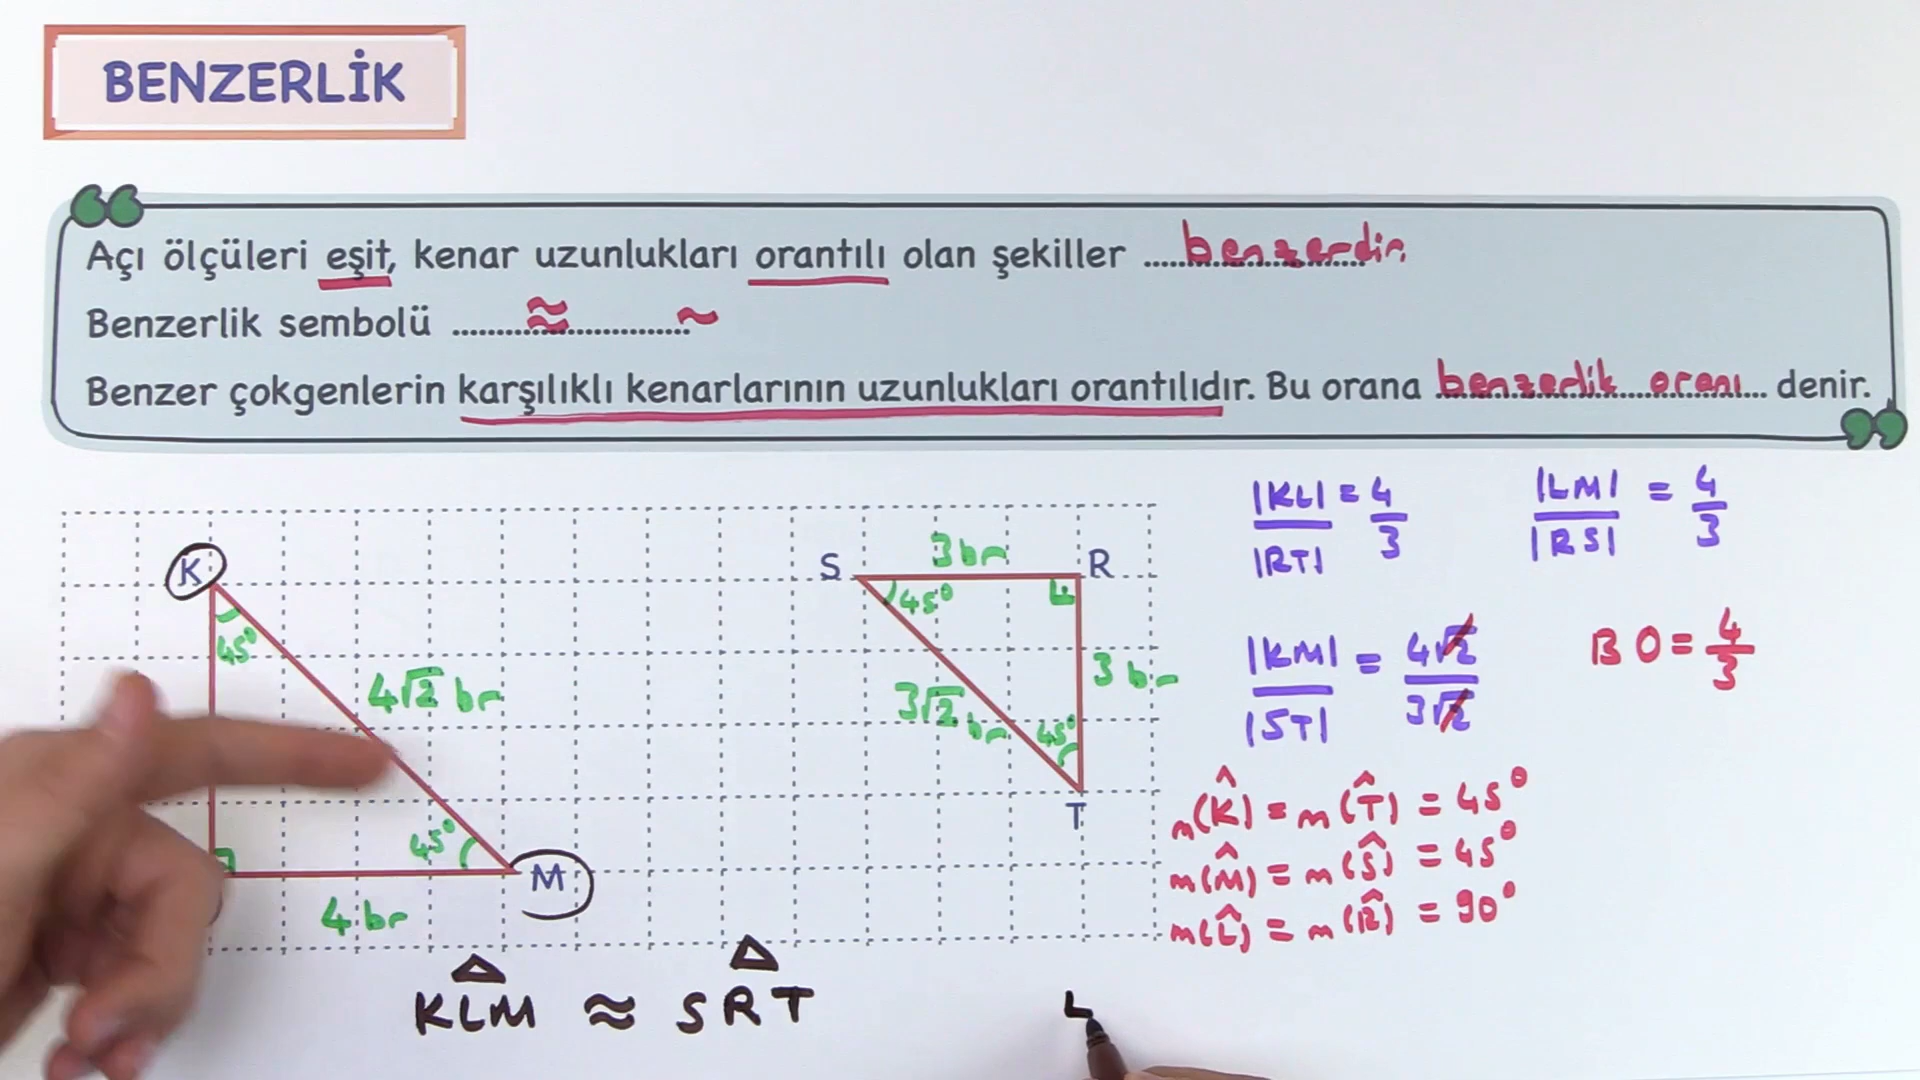 BENZERLİK
Açı ölçüleri eşit, kenar uzunlukları orantılı olan şekiller ........benzerdir.
Benzerlik sembolü ........≈........ ~
Benzer çokgenlerin karşılıklı kenarlarının uzunlukları orantılıdır. Bu orana benzerlik oranı... denir.
|KL| / |RT| = 4/3
|LM| / |RS| = 4/3
K
S
3 br
R
45°
45°
4√2 br
3√2 br
3 br
45°
|KM| / |ST| = 4√2 / 3√2
BO = 4/3
T
45°
M
4 br
m(K̂) = m(T̂) = 45°
m(M̂) = m(Ŝ) = 45°
m(L̂) = m(R̂) = 90°
KLM ≈ SRT
L